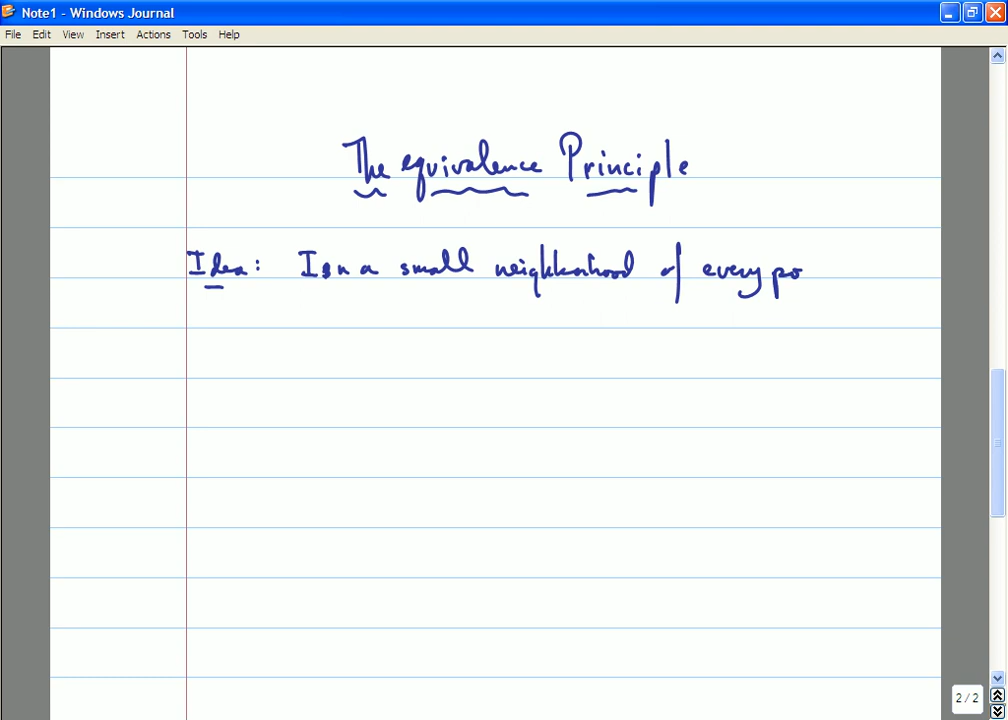 Note1 - Windows Journal
File Edit View Insert Actions Tools Help
The equivalence Principle
Idea: Isn a small neighborhood of every po
2/2